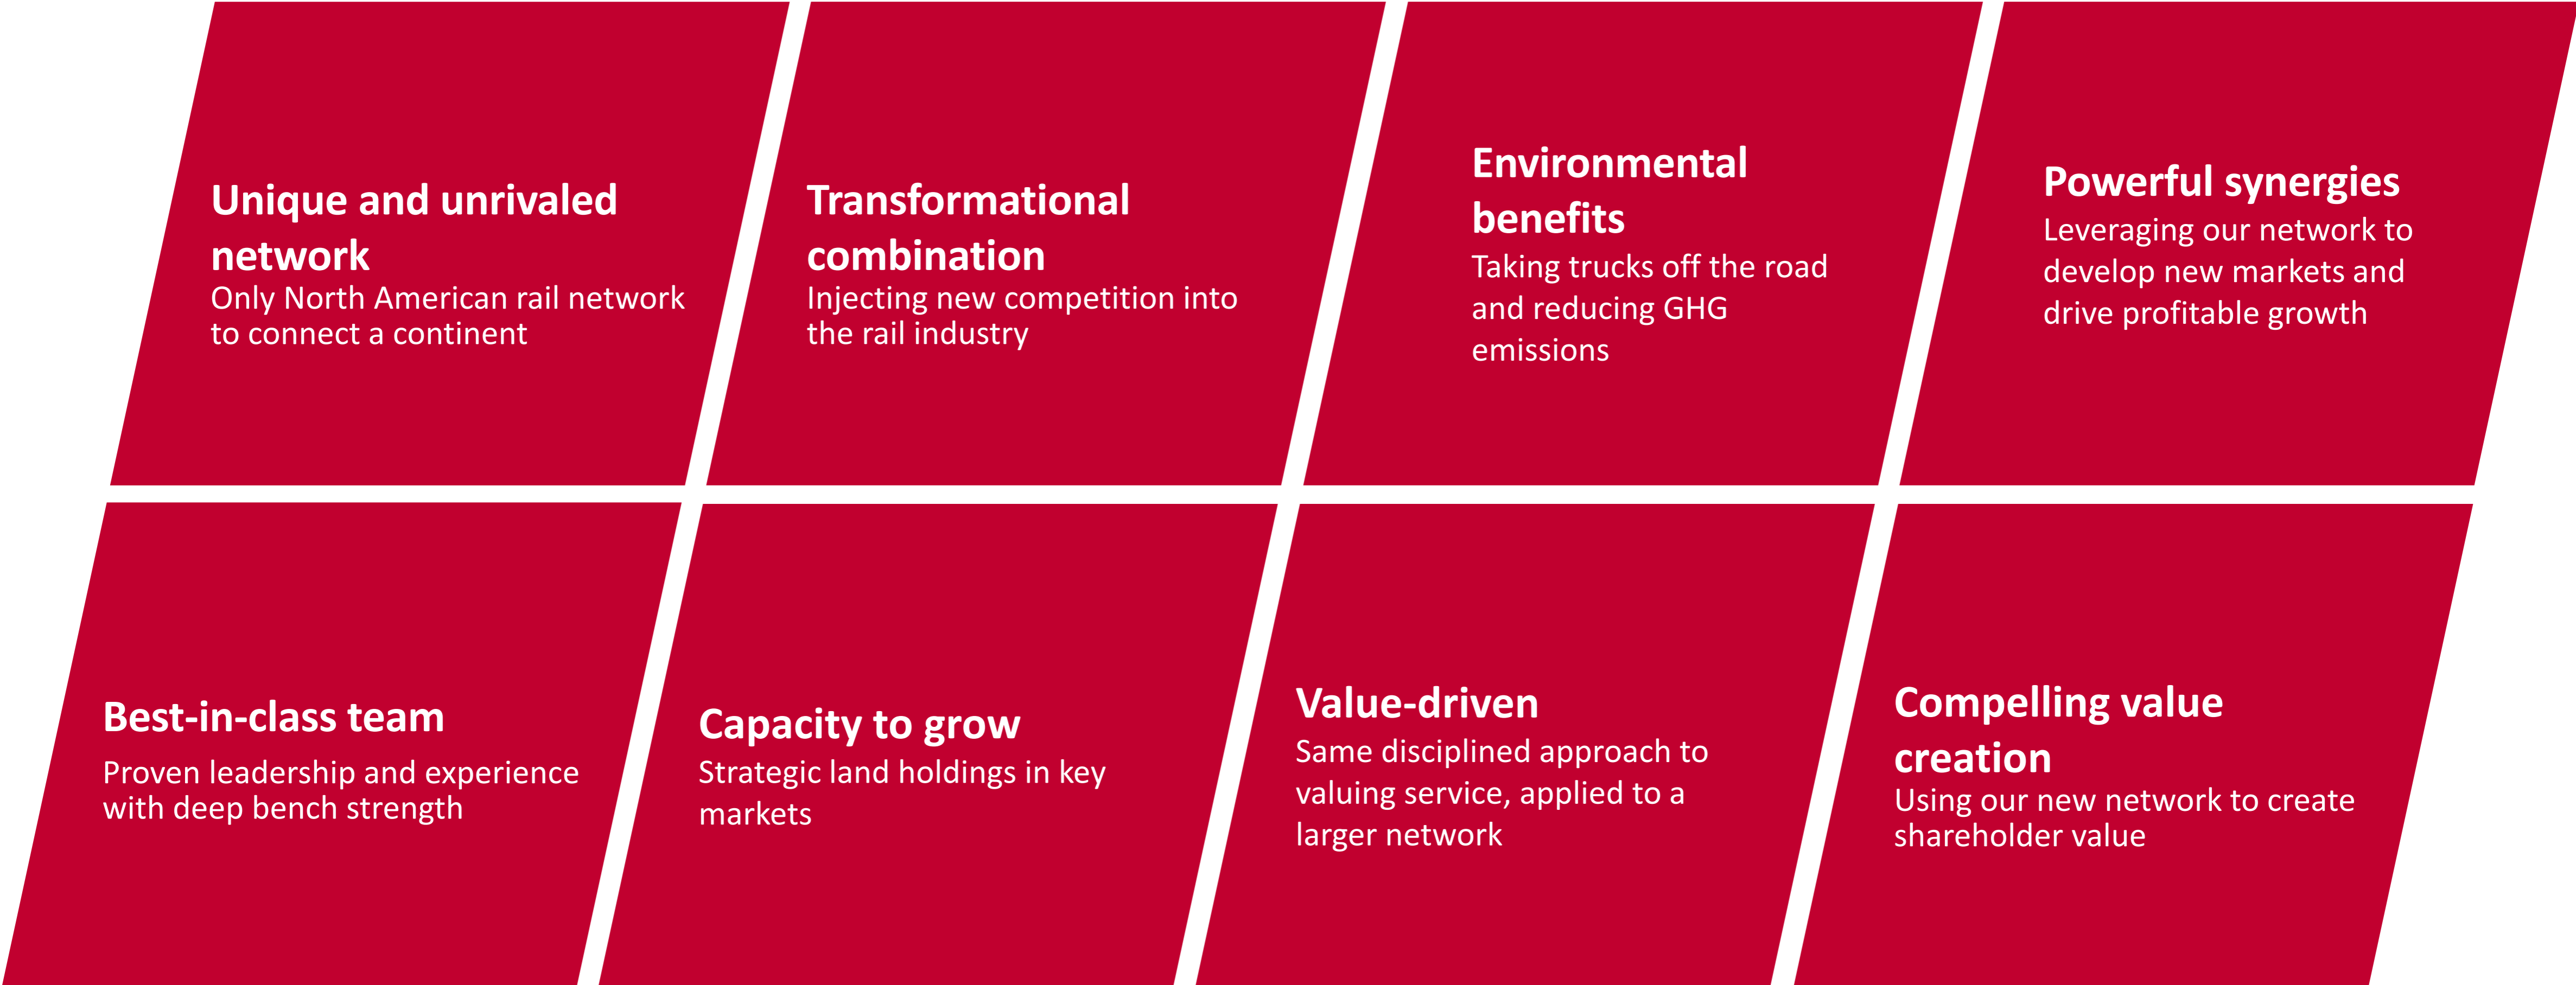 Unique and unrivaled
network
Only North American rail network
to connect a continent
Transformational
combination
Injecting new competition into
the rail industry
Environmental
benefits
Taking trucks off the road
and reducing GHG
emissions
Powerful synergies
Leveraging our network to
develop new markets and
drive profitable growth
Best-in-class team
Proven leadership and experience
with deep bench strength
Capacity to grow
Strategic land holdings in key
markets
Value-driven
Same disciplined approach to
valuing service, applied to a
larger network
Compelling value
creation
Using our new network to create
shareholder value